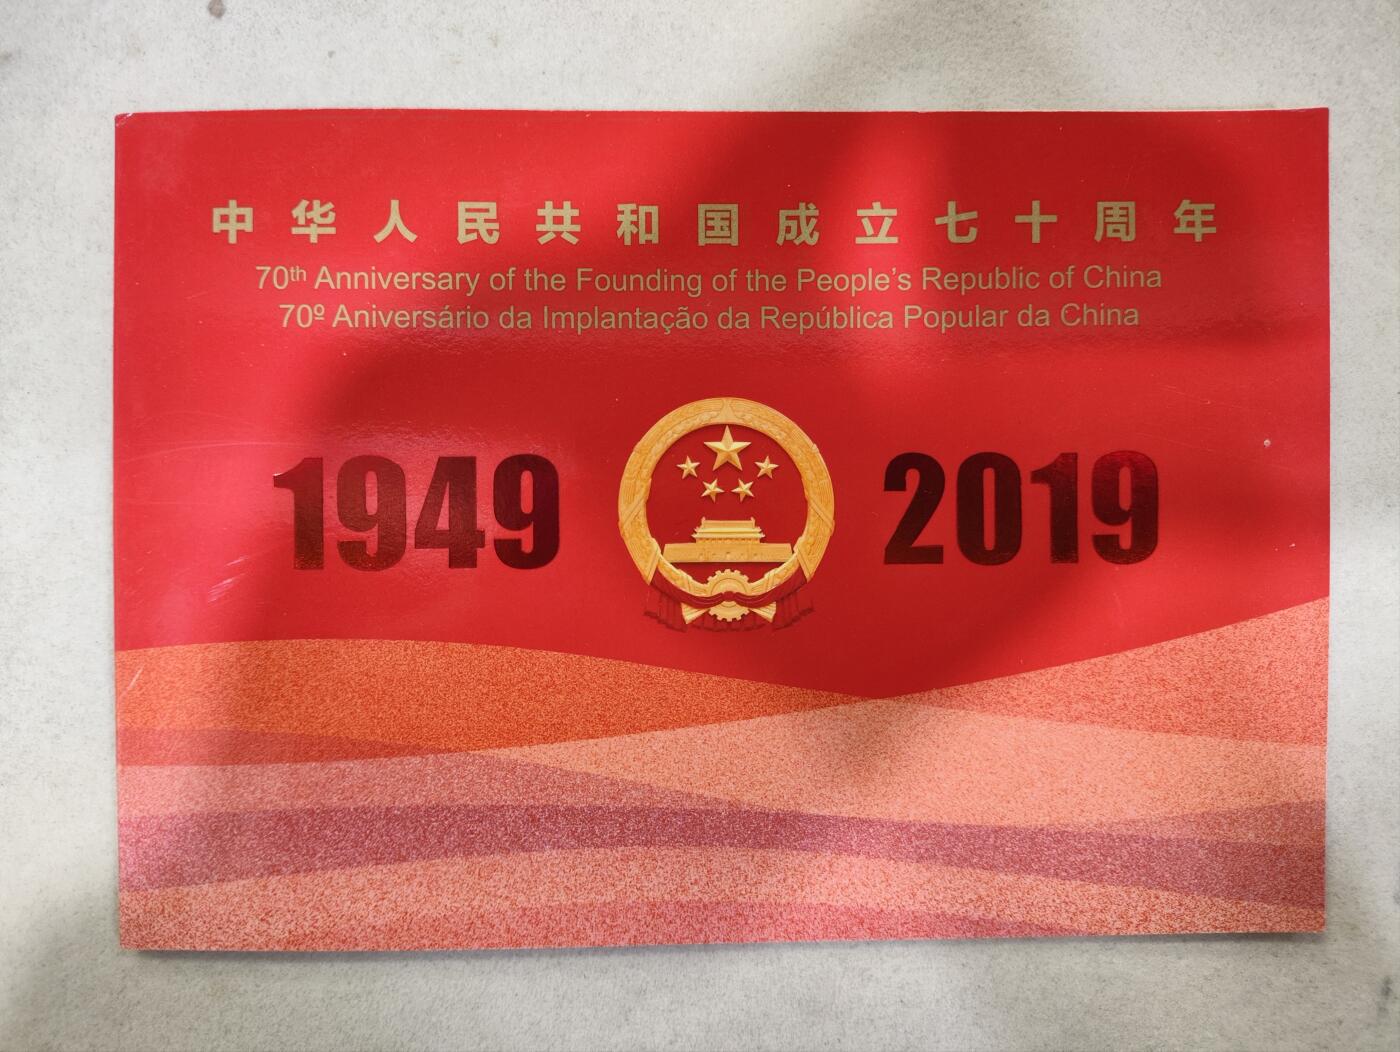 中华人民共和国成立七十周年
70th Anniversary of the Founding of the People’s Republic of China
70º Aniversário da Implantação da República Popular da China
1949 2019